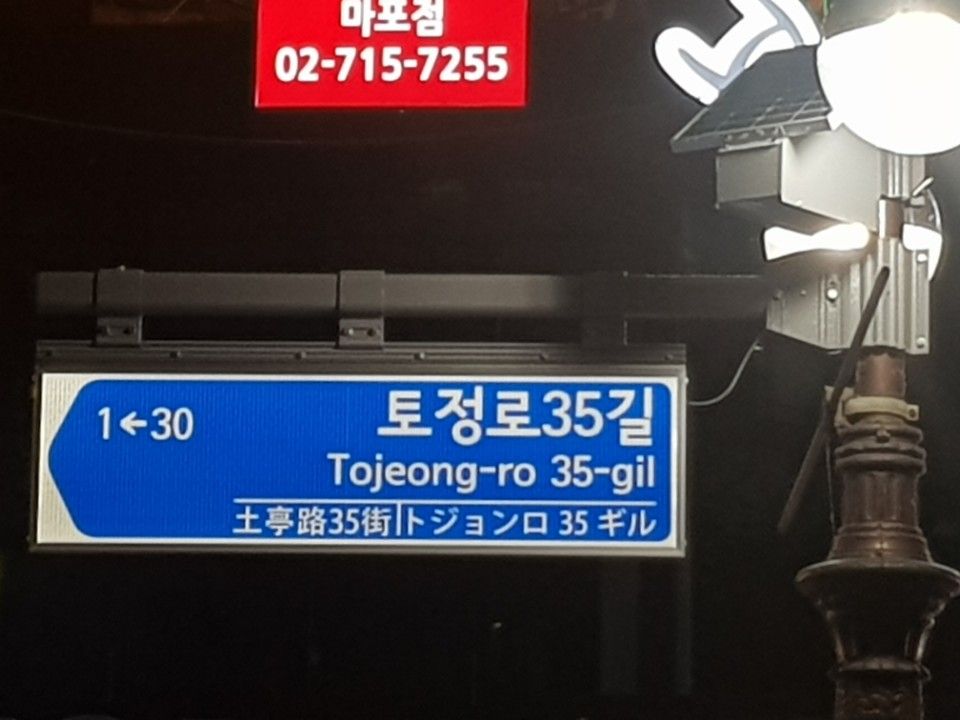 마포점
02-715-7255
1←30
토정로35길
Tojeong-ro 35-gil
土亭路35街|トジョンロ 35 ギル